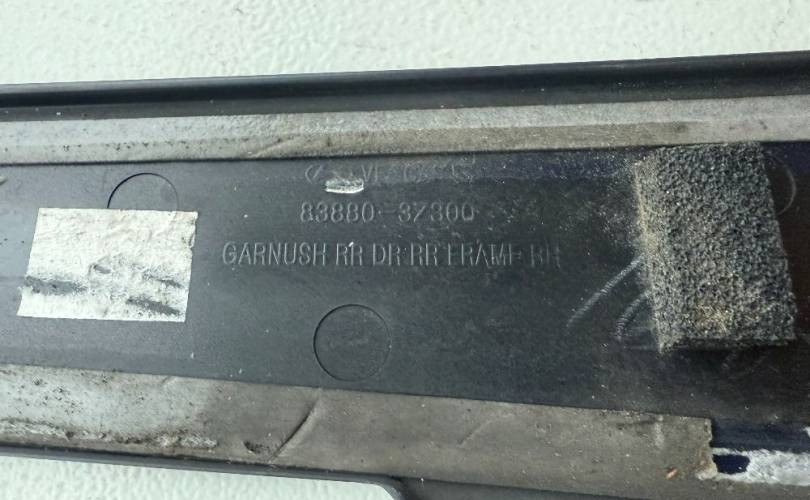 83880-3Z300
GARNUSH RR DR RR FRAME RH